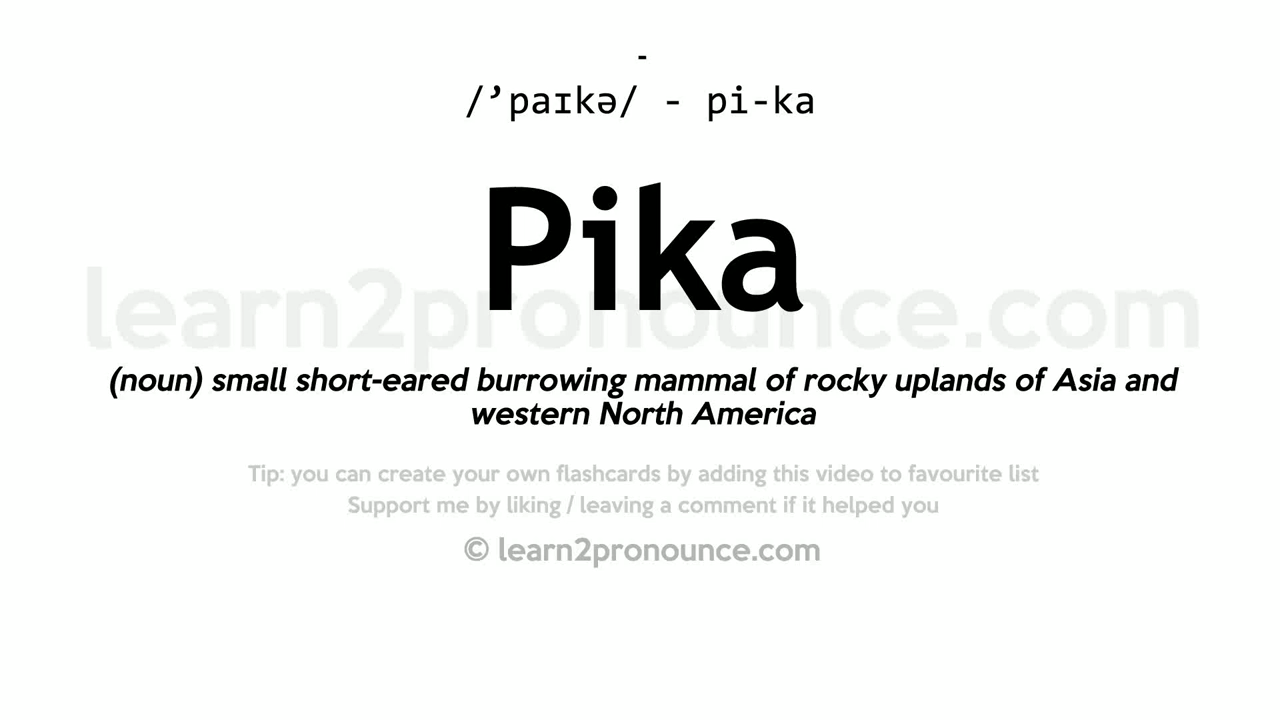 -
/’paɪkə/ - pi-ka
Pika
learn2pronounce.com
(noun) small short-eared burrowing mammal of rocky uplands of Asia and
western North America
Tip: you can create your own flashcards by adding this video to favourite list
Support me by liking / leaving a comment if it helped you
© learn2pronounce.com